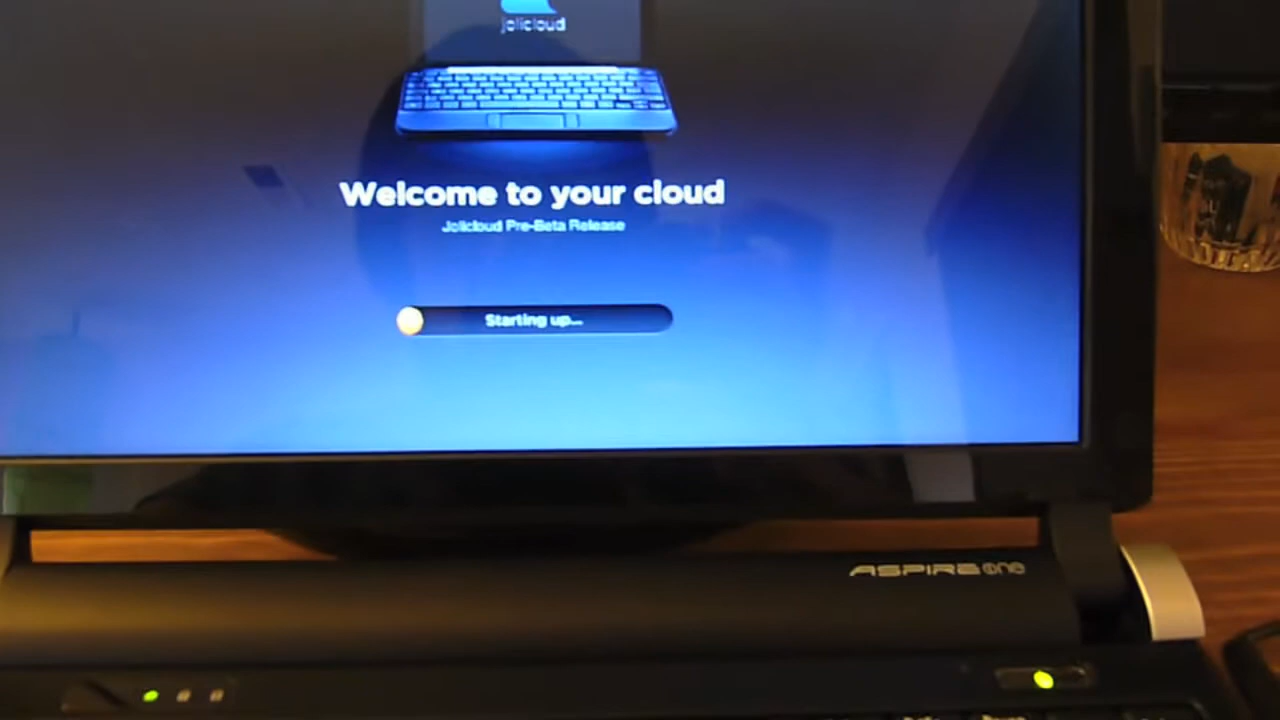 jolicloud
Welcome to your cloud
Jolicloud Pre-Beta Release
Starting up...
ASPIRE one